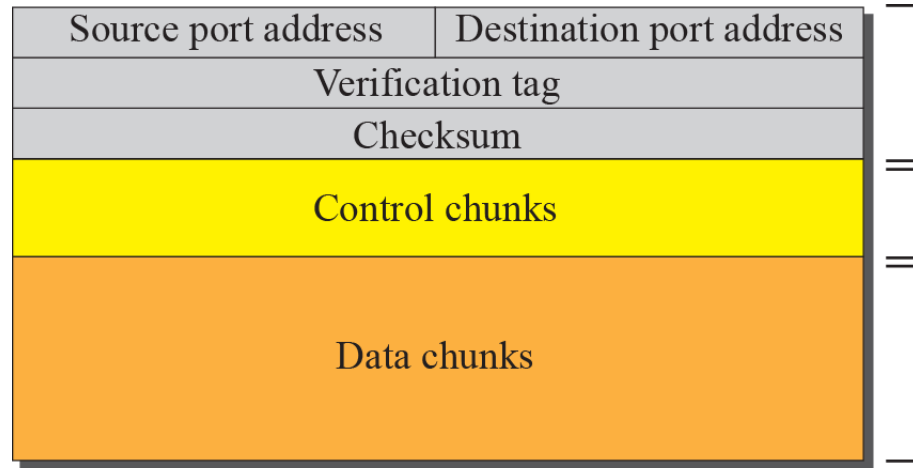 Source port address Destination port address
Verification tag
Checksum
Control chunks
Data chunks